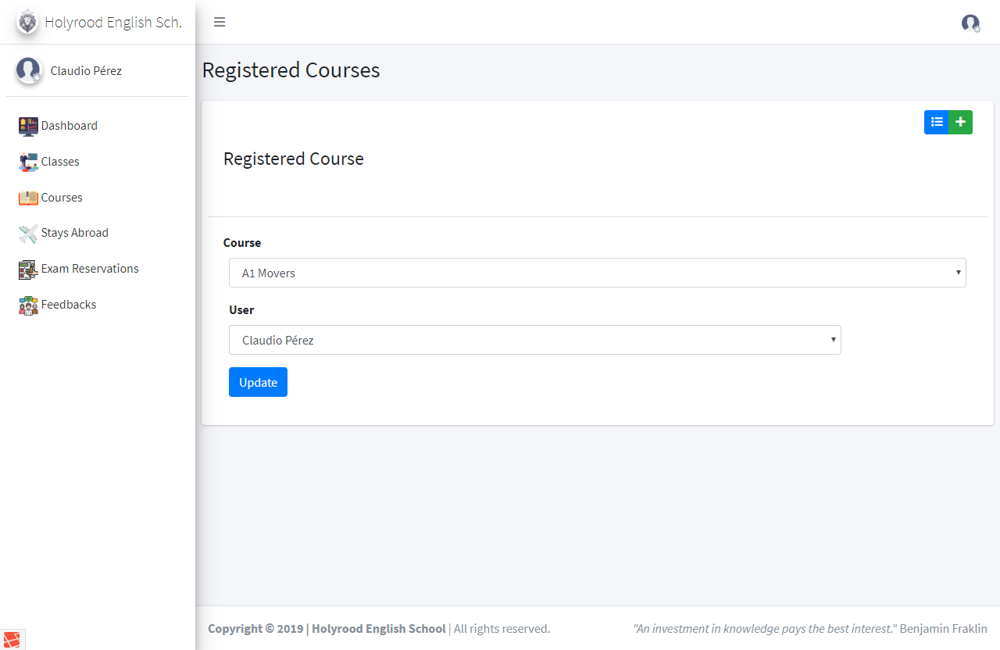 Holyrood English Sch.
Claudio Pérez
Dashboard
Classes
Courses
Stays Abroad
Exam Reservations
Feedbacks
Registered Courses
Registered Course
Course
A1 Movers
User
Claudio Pérez
Update
Copyright © 2019 | Holyrood English School | All rights reserved.
"An investment in knowledge pays the best interest." Benjamin Fraklin